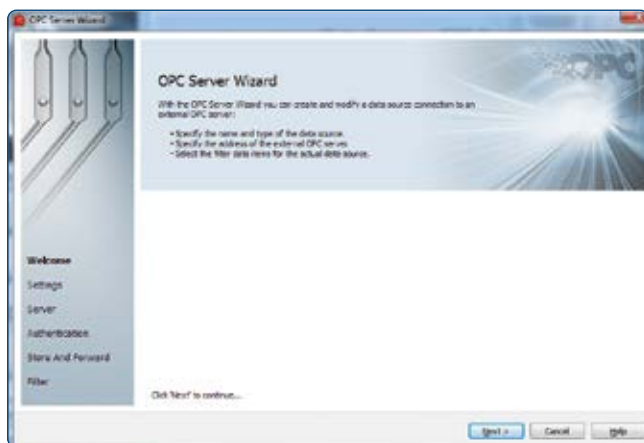 OPC Server Wizard
OPC
OPC Server Wizard
With the OPC Server Wizard you can create and modify a data source connection to an
external OPC server:
• Specify the name and type of the data source.
• Specify the address of the external OPC server.
• Select the filter data items for the actual data source.
Welcome
Settings
Server
Authentication
Store And Forward
Filter
Click 'Next' to continue...
Next >
Cancel
Help